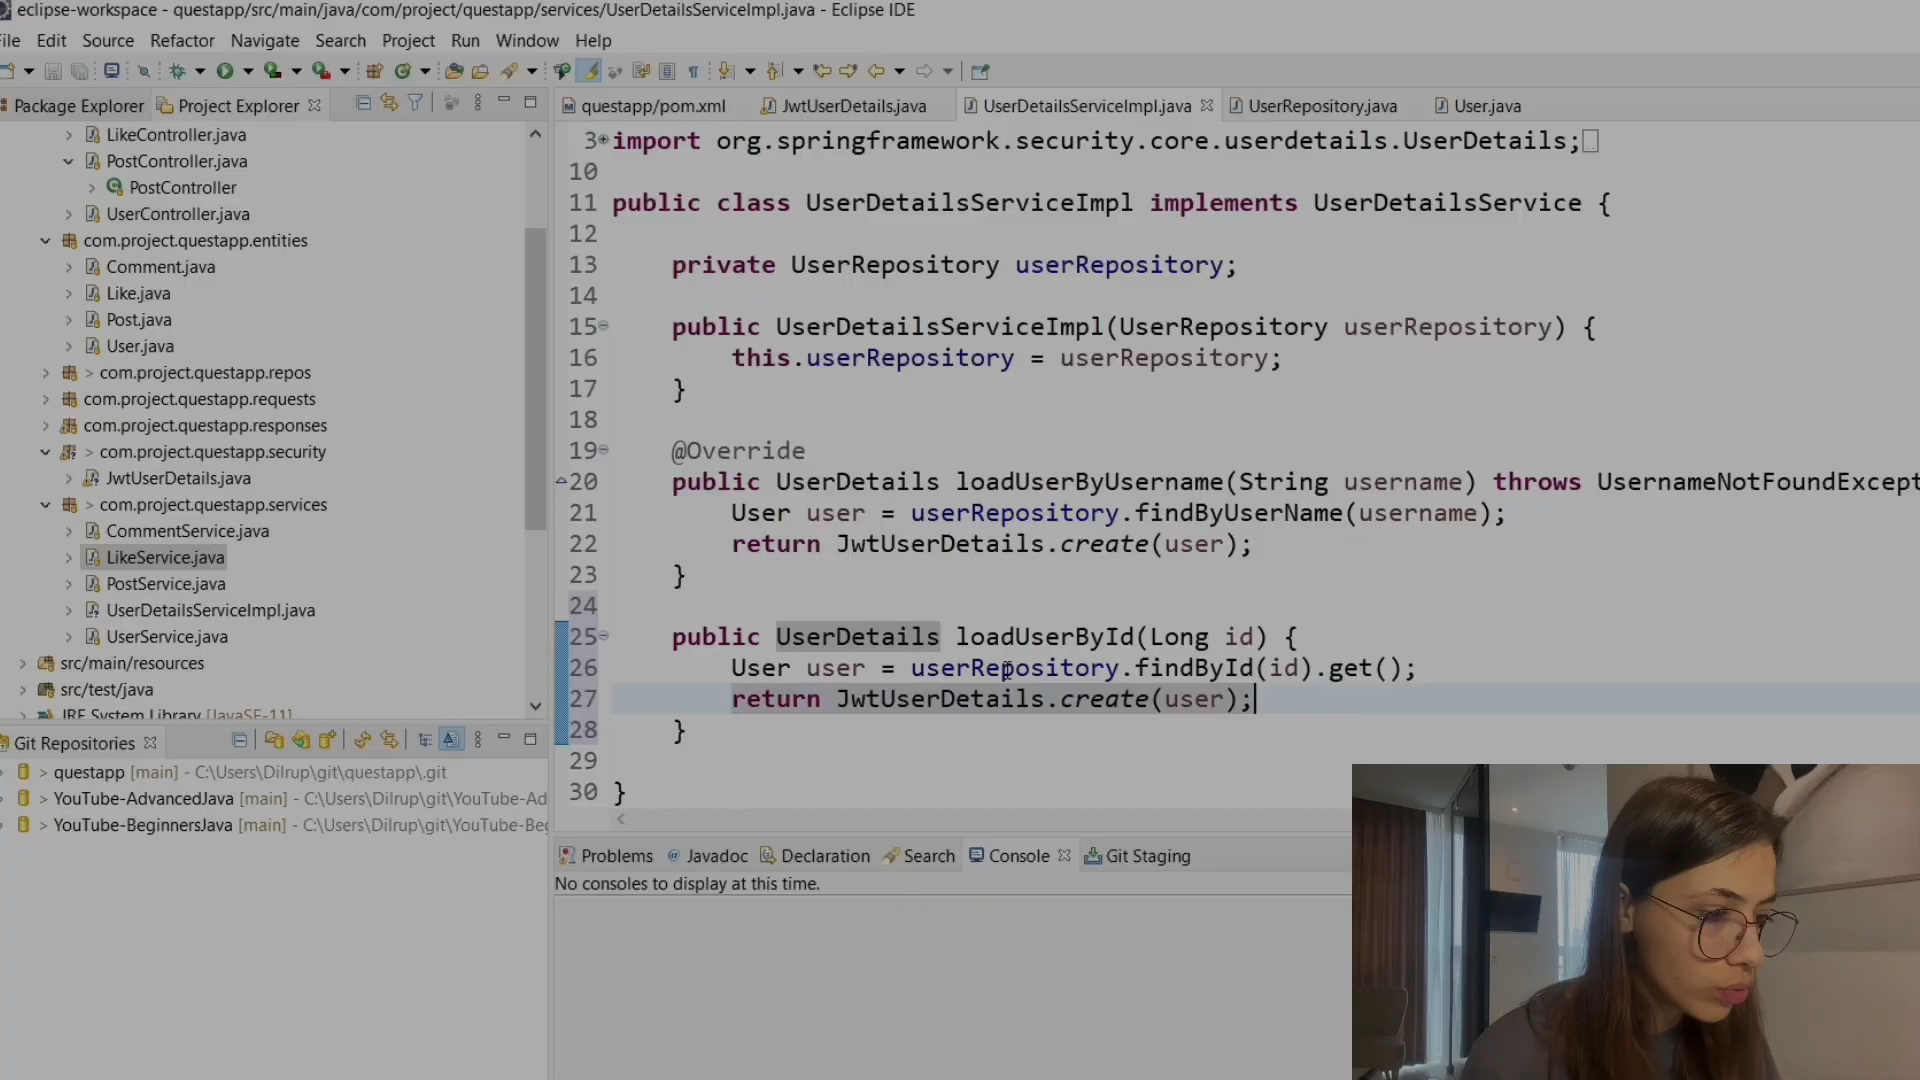 eclipse-workspace - questapp/src/main/java/com/project/questapp/services/UserDetailsServiceImpl.java - Eclipse IDE
File Edit Source Refactor Navigate Search Project Run Window Help
Package Explorer Project Explorer
LikeController.java
PostController.java
PostController
UserController.java
com.project.questapp.entities
Comment.java
Like.java
Post.java
User.java
> com.project.questapp.repos
com.project.questapp.requests
com.project.questapp.responses
> com.project.questapp.security
JwtUserDetails.java
> com.project.questapp.services
CommentService.java
LikeService.java
PostService.java
UserDetailsServiceImpl.java
UserService.java
src/main/resources
src/test/java
JRE System Library [JavaSE-11]
Git Repositories
> questapp [main] - C:\Users\Dilrup\git\questapp\.git
> YouTube-AdvancedJava [main] - C:\Users\Dilrup\git\YouTube-Ad
> YouTube-BeginnersJava [main] - C:\Users\Dilrup\git\YouTube-Beg
questapp/pom.xml JwtUserDetails.java UserDetailsServiceImpl.java UserRepository.java User.java
3 import org.springframework.security.core.userdetails.UserDetails;
10
11 public class UserDetailsServiceImpl implements UserDetailsService {
12
13 private UserRepository userRepository;
14
15 public UserDetailsServiceImpl(UserRepository userRepository) {
16 this.userRepository = userRepository;
17 }
18
19 @Override
20 public UserDetails loadUserByUsername(String username) throws UsernameNotFoundExcept
21 User user = userRepository.findByUserName(username);
22 return JwtUserDetails.create(user);
23 }
24
25 public UserDetails loadUserById(Long id) {
26 User user = userRepository.findById(id).get();
27 return JwtUserDetails.create(user);
28 }
29
30 }
Problems @ Javadoc Declaration Search Console Git Staging
No consoles to display at this time.